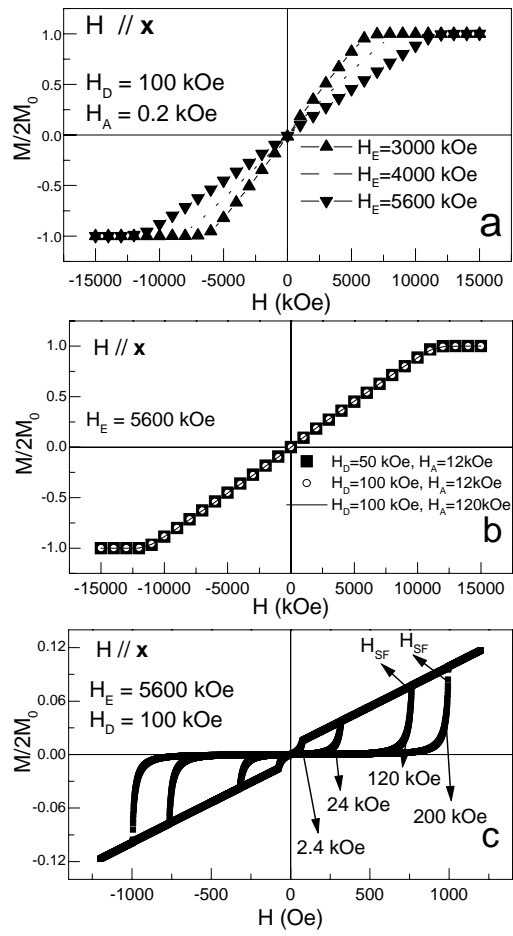 H // x
H_D = 100 kOe
H_A = 0.2 kOe
H_E=3000 kOe
H_E=4000 kOe
H_E=5600 kOe
a
M/2M_0
1.0
0.5
0.0
-0.5
-1.0
-15000 -10000 -5000 0 5000 10000 15000
H (kOe)
H // x
H_E = 5600 kOe
H_D=50 kOe, H_A=12kOe
H_D=100 kOe, H_A=12kOe
H_D=100 kOe, H_A=120kOe
b
M/2M_0
1.0
0.5
0.0
-0.5
-1.0
-15000 -10000 -5000 0 5000 10000 15000
H (kOe)
H // x
H_E = 5600 kOe
H_D = 100 kOe
H_SF
H_SF
120 kOe
24 kOe
200 kOe
2.4 kOe
c
M/2M_0
0.12
0.06
0.00
-0.06
-0.12
-1000 -500 0 500 1000
H (Oe)